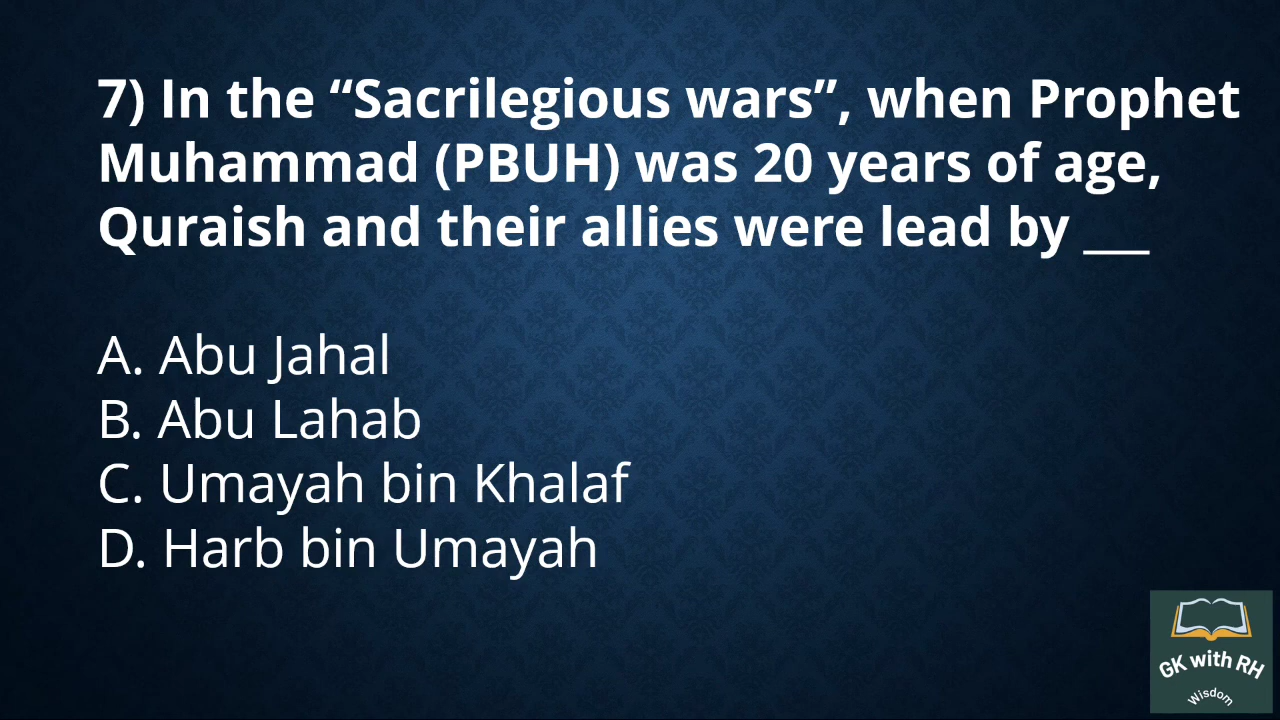 7) In the “Sacrilegious wars”, when Prophet
Muhammad (PBUH) was 20 years of age,
Quraish and their allies were lead by ___
A. Abu Jahal
B. Abu Lahab
C. Umayah bin Khalaf
D. Harb bin Umayah
GK with RH
Wisdom